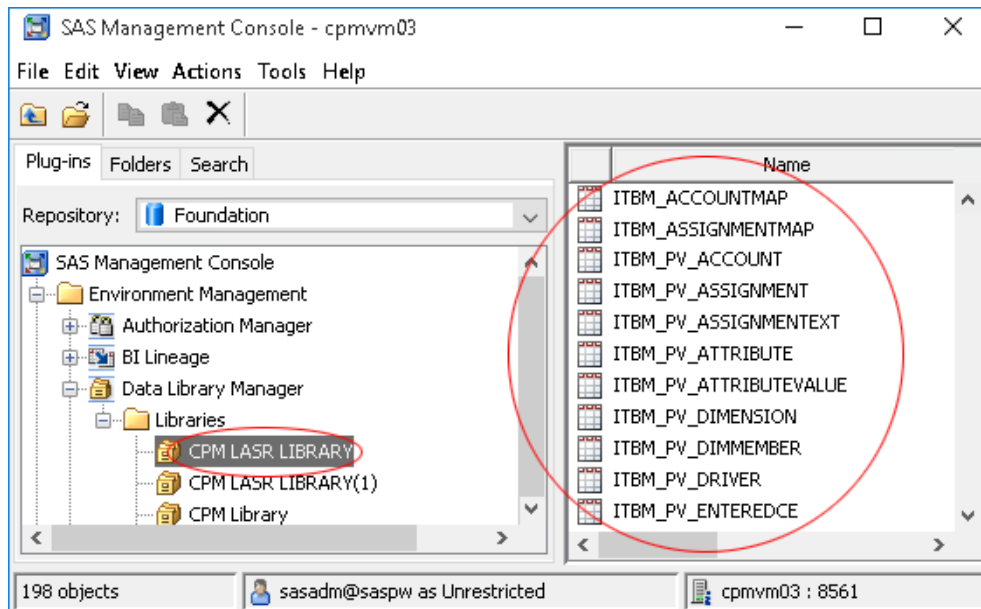 SAS Management Console - cpmvm03
File Edit View Actions Tools Help
Plug-ins Folders Search
Repository: Foundation
SAS Management Console
Environment Management
Authorization Manager
BI Lineage
Data Library Manager
Libraries
CPM LASR LIBRARY
CPM LASR LIBRARY(1)
CPM Library
Name
ITBM_ACCOUNTMAP
ITBM_ASSIGNMENTMAP
ITBM_PV_ACCOUNT
ITBM_PV_ASSIGNMENT
ITBM_PV_ASSIGNMENTEXT
ITBM_PV_ATTRIBUTE
ITBM_PV_ATTRIBUTEVALUE
ITBM_PV_DIMENSION
ITBM_PV_DIMMEMBER
ITBM_PV_DRIVER
ITBM_PV_ENTEREDCE
198 objects sasadm@saspw as Unrestricted cpmvm03 : 8561